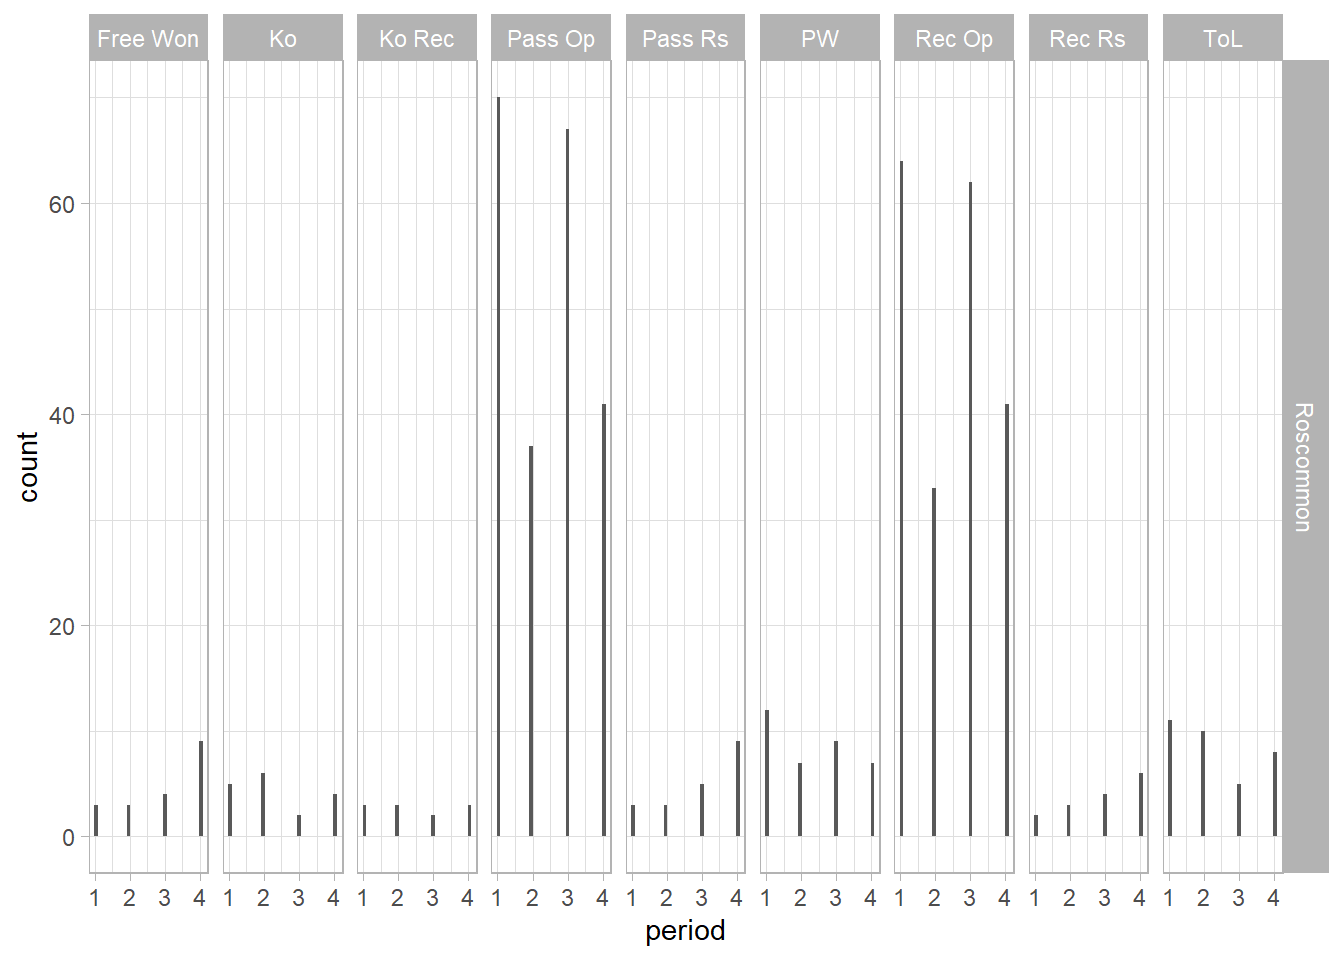 Free Won Ko Ko Rec Pass Op Pass Rs PW Rec Op Rec Rs ToL
Roscommon
count
60
40
20
0
1 2 3 4 1 2 3 4 1 2 3 4 1 2 3 4 1 2 3 4 1 2 3 4 1 2 3 4 1 2 3 4 1 2 3 4
period